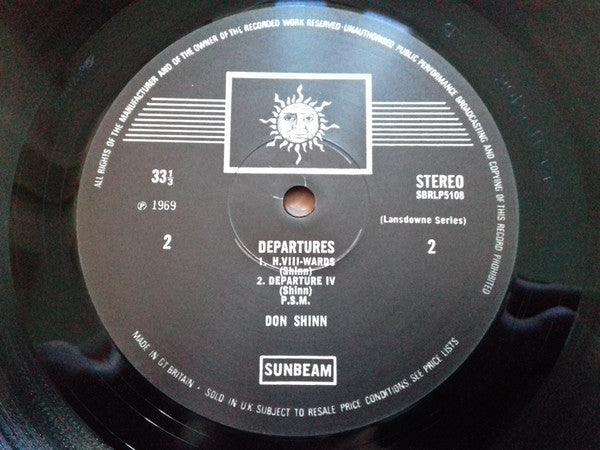 ALL RIGHTS OF THE MANUFACTURER AND OF THE OWNER OF THE RECORDED WORK RESERVED·UNAUTHORISED PUBLIC PERFORMANCE BROADCASTING AND COPYING OF THIS RECORD PROHIBITED
33⅓
STEREO
SBRLP5108
℗ 1969
(Lansdowne Series)
2
2
DEPARTURES
1. H.VIII-WARDS
(Shinn)
2. DEPARTURE IV
(Shinn)
P.S.M.
DON SHINN
SUNBEAM
MADE IN GT BRITAIN · SOLD IN U.K. SUBJECT TO RESALE PRICE CONDITIONS, SEE PRICE LISTS